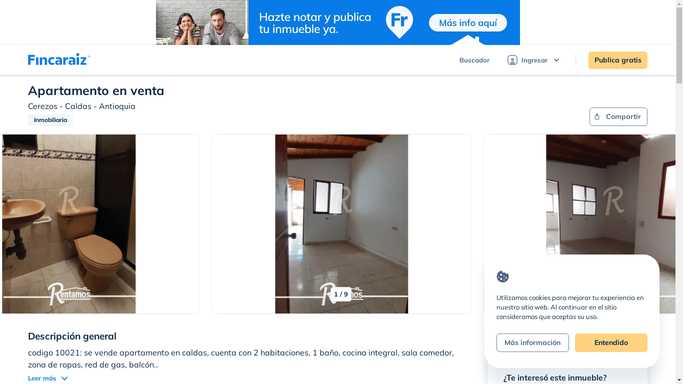 Hazte notar y publica
tu inmueble ya.
Fr
Más info aquí
Fincaraiz
Buscador
Ingresar
Publica gratis
Apartamento en venta
Cerezos - Caldas - Antioquia
Inmobiliaria
Compartir
R
R
R
Rentamos
Rentamos
1 / 9
Utilizamos cookies para mejorar tu experiencia en
nuestro sitio web. Al continuar en el sitio
consideramos que aceptas su uso.
Más información
Entendido
Descripción general
codigo 10021: se vende apartamento en caldas, cuenta con 2 habitaciones, 1 baño, cocina integral, sala comedor,
zona de ropas, red de gas, balcón..
Leer más
¿Te interesó este inmueble?